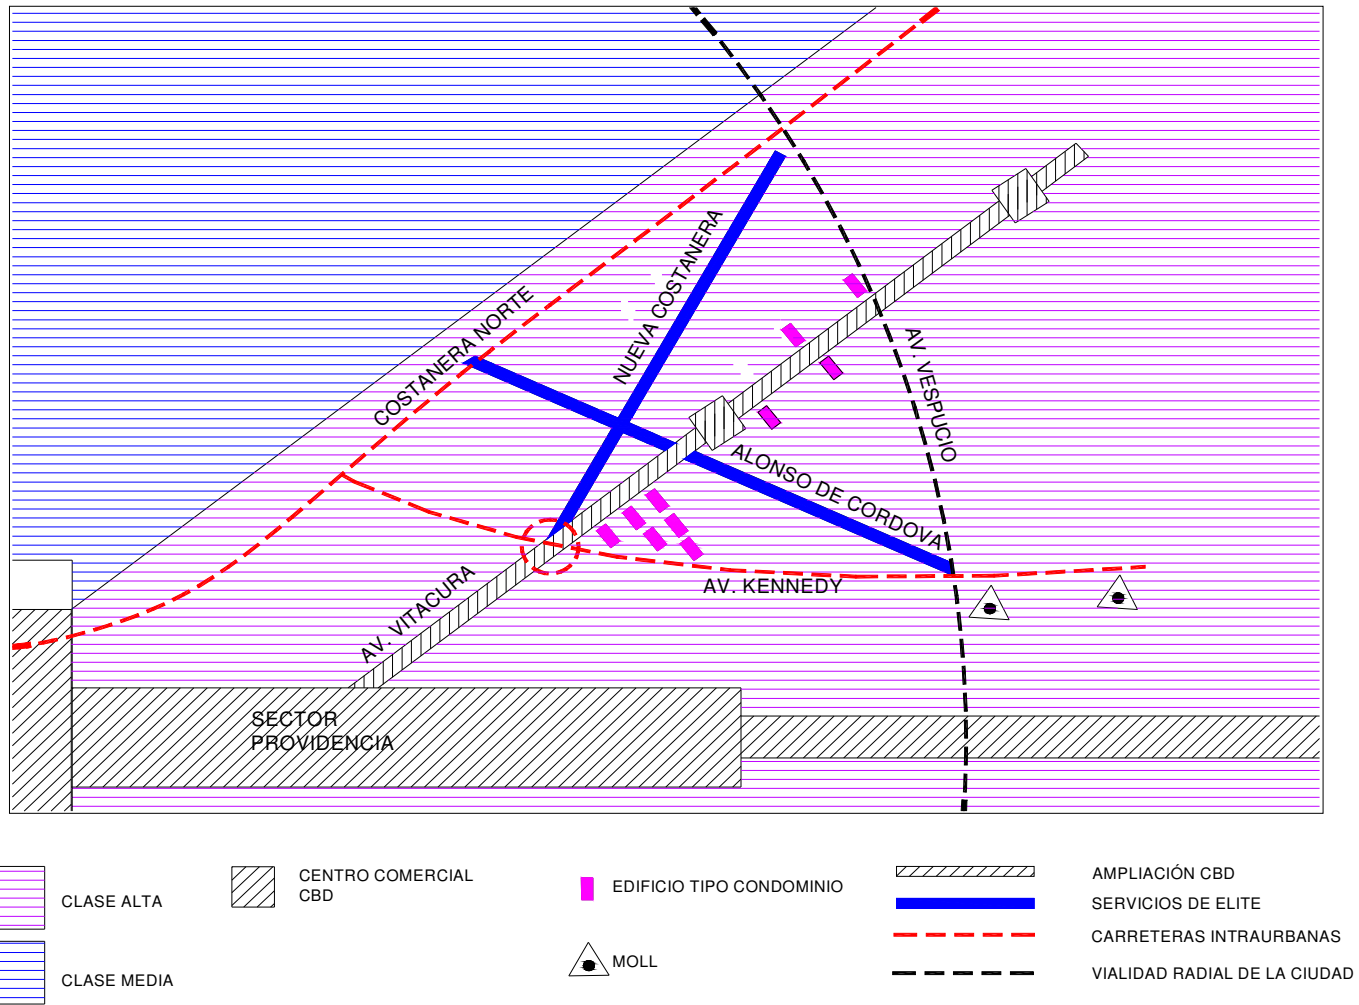 NUEVA COSTANERA
COSTANERA NORTE
AV. VESPUCIO
ALONSO DE CORDOVA
AV. KENNEDY
AV. VITACURA
SECTOR
PROVIDENCIA
CLASE ALTA
CLASE MEDIA
CENTRO COMERCIAL
CBD
EDIFICIO TIPO CONDOMINIO
MOLL
AMPLIACIÓN CBD
SERVICIOS DE ELITE
CARRETERAS INTRAURBANAS
VIALIDAD RADIAL DE LA CIUDAD